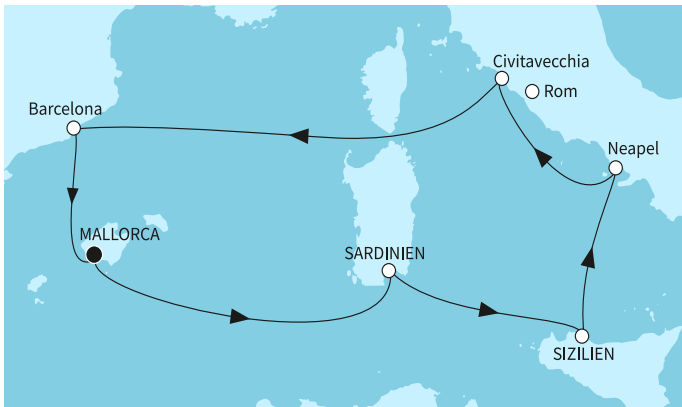 Civitavecchia
Rom
Barcelona
Neapel
MALLORCA
SARDINIEN
SIZILIEN